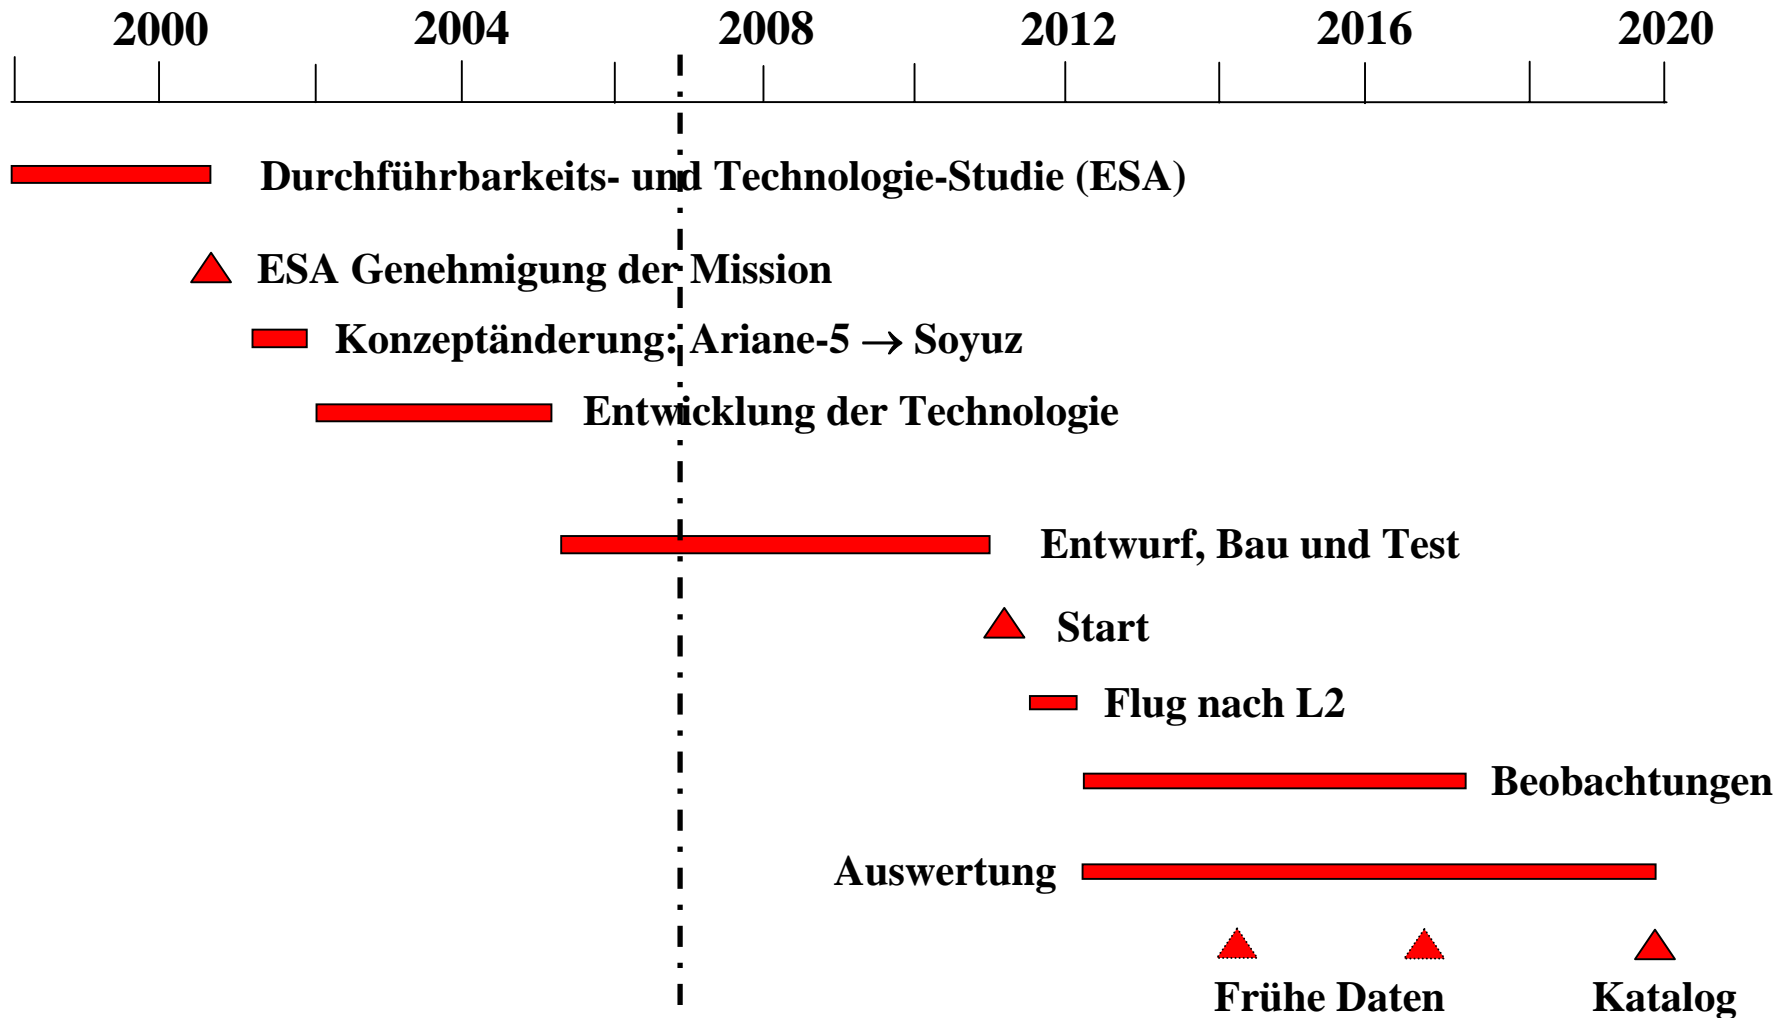 2000 2004 2008 2012 2016 2020
Durchführbarkeits- und Technologie-Studie (ESA)
ESA Genehmigung der Mission
Konzeptänderung: Ariane-5 → Soyuz
Entwicklung der Technologie
Entwurf, Bau und Test
Start
Flug nach L2
Beobachtungen
Auswertung
Frühe Daten Katalog